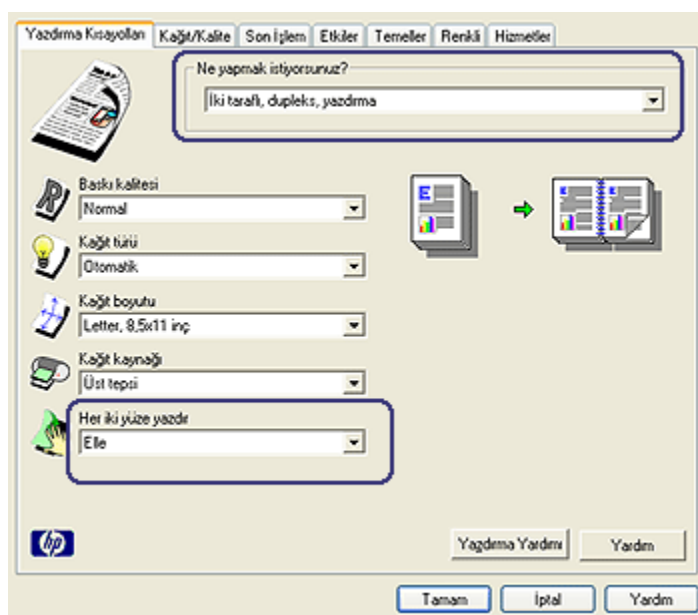 Yazdırma Kısayolları Kağıt/Kalite Son İşlem Etkiler Temeller Renkli Hizmetler
Ne yapmak istiyorsunuz?
İki taraflı, dupleks, yazdırma
Baskı kalitesi
Normal
Kağıt türü
Otomatik
Kağıt boyutu
Letter, 8,5x11 inç
Kağıt kaynağı
Üst tepsi
Her iki yüze yazdır
Elle
hp
Yazdırma Yardımı Yardım
Tamam İptal Yardım